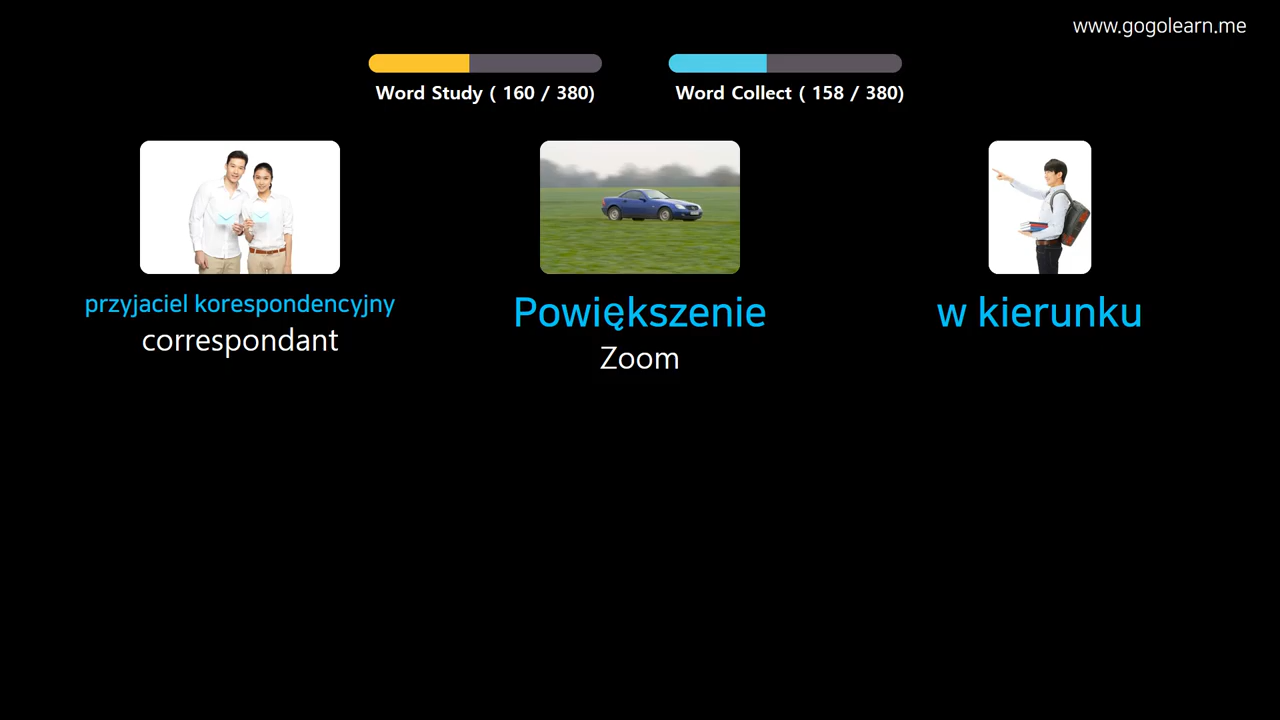 www.gogolearn.me
Word Study ( 160 / 380)
Word Collect ( 158 / 380)
przyjaciel korespondencyjny
correspondant
Powiększenie
Zoom
w kierunku